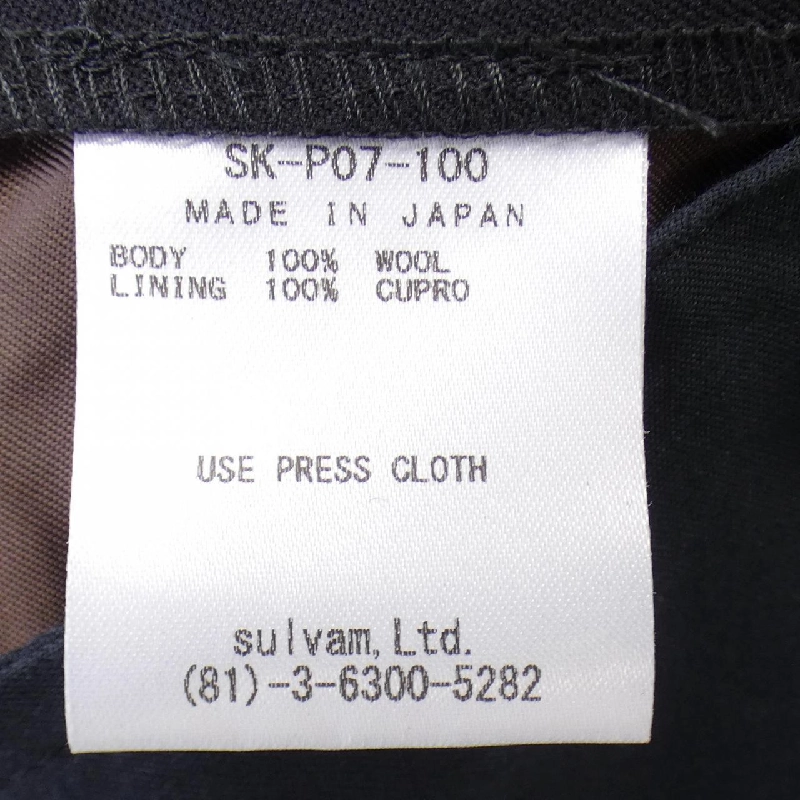 SK-P07-100
MADE IN JAPAN
BODY 100% WOOL
LINING 100% CUPRO
USE PRESS CLOTH
sulvam, Ltd.
(81)-3-6300-5282